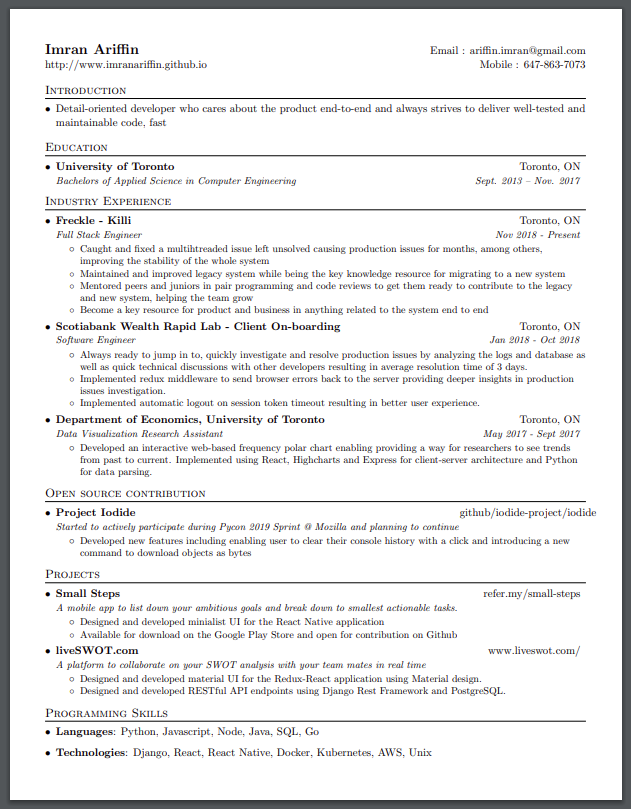 Imran Ariffin Email : ariffin.imran@gmail.com
http://www.imranariffin.github.io Mobile : 647-863-7073
Introduction
• Detail-oriented developer who cares about the product end-to-end and always strives to deliver well-tested and
maintainable code, fast
Education
• University of Toronto Toronto, ON
Bachelors of Applied Science in Computer Engineering Sept. 2013 – Nov. 2017
Industry Experience
• Freckle - Killi Toronto, ON
Full Stack Engineer Nov 2018 - Present
◦ Caught and fixed a multihtreaded issue left unsolved causing production issues for months, among others,
improving the stability of the whole system
◦ Maintained and improved legacy system while being the key knowledge resource for migrating to a new system
◦ Mentored peers and juniors in pair programming and code reviews to get them ready to contribute to the legacy
and new system, helping the team grow
◦ Become a key resource for product and business in anything related to the system end to end
• Scotiabank Wealth Rapid Lab - Client On-boarding Toronto, ON
Software Engineer Jan 2018 - Oct 2018
◦ Always ready to jump in to, quickly investigate and resolve production issues by analyzing the logs and database as
well as quick technical discussions with other developers resulting in average resolution time of 3 days.
◦ Implemented redux middleware to send browser errors back to the server providing deeper insights in production
issues investigation.
◦ Implemented automatic logout on session token timeout resulting in better user experience.
• Department of Economics, University of Toronto Toronto, ON
Data Visualization Research Assistant May 2017 - Sept 2017
◦ Developed an interactive web-based frequency polar chart enabling providing a way for researchers to see trends
from past to current. Implemented using React, Highcharts and Express for client-server architecture and Python
for data parsing.
Open source contribution
• Project Iodide github/iodide-project/iodide
Started to actively participate during Pycon 2019 Sprint @ Mozilla and planning to continue
◦ Developed new features including enabling user to clear their console history with a click and introducing a new
command to download objects as bytes
Projects
• Small Steps refer.my/small-steps
A mobile app to list down your ambitious goals and break down to smallest actionable tasks.
◦ Designed and developed minialist UI for the React Native application
◦ Available for download on the Google Play Store and open for contribution on Github
• liveSWOT.com www.liveswot.com/
A platform to collaborate on your SWOT analysis with your team mates in real time
◦ Designed and developed material UI for the Redux-React application using Material design.
◦ Designed and developed RESTful API endpoints using Django Rest Framework and PostgreSQL.
Programming Skills
• Languages: Python, Javascript, Node, Java, SQL, Go
• Technologies: Django, React, React Native, Docker, Kubernetes, AWS, Unix